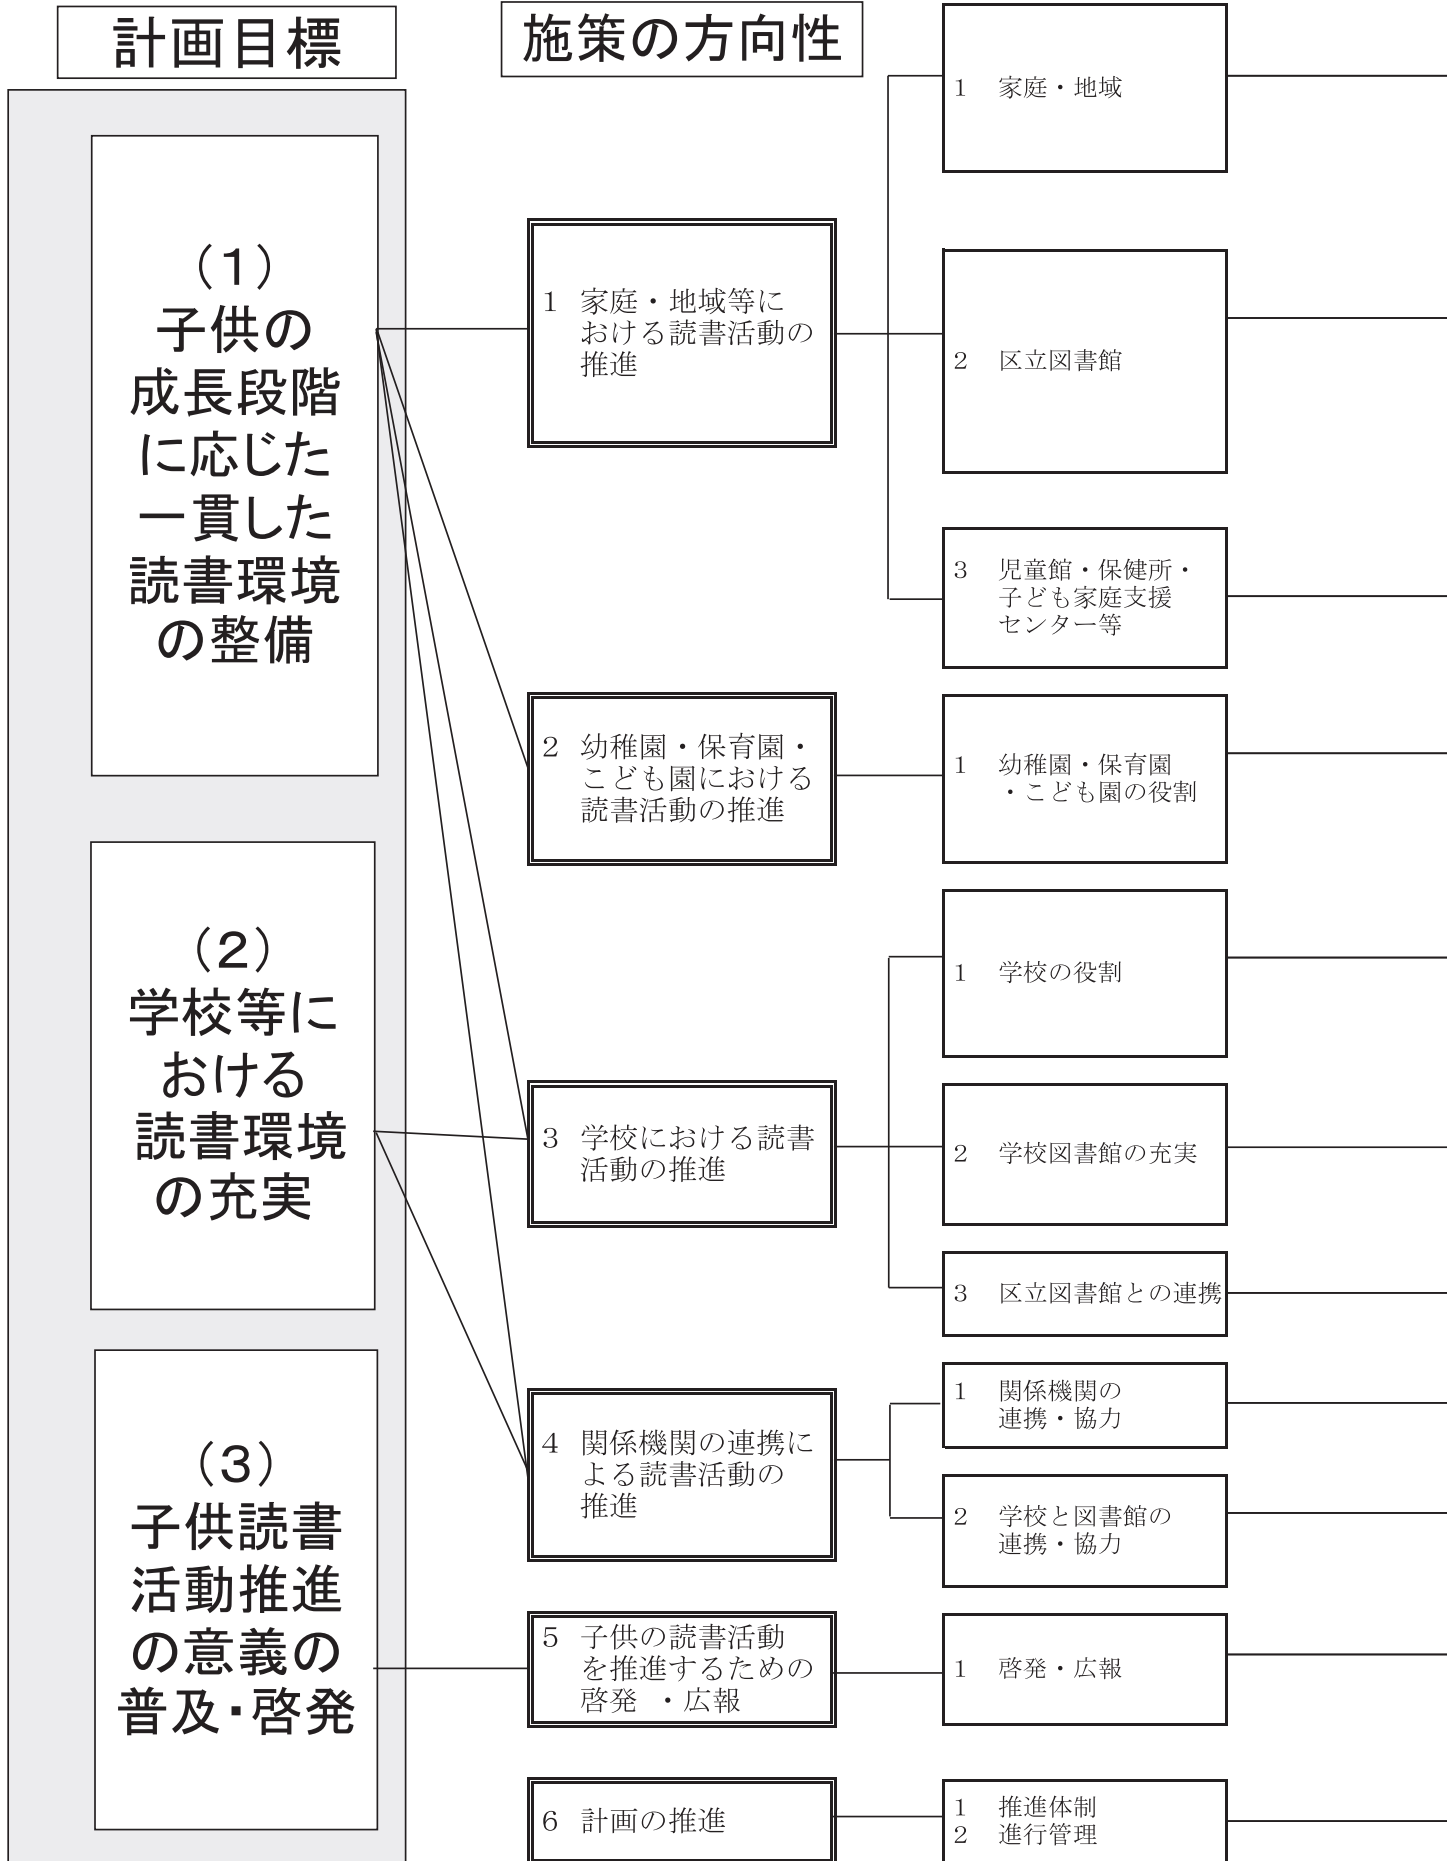 計画目標
施策の方向性
（１）
子供の
成長段階
に応じた
一貫した
読書環境
の整備
（２）
学校等に
おける
読書環境
の充実
（３）
子供読書
活動推進
の意義の
普及・啓発
１ 家庭・地域等に
おける読書活動の
推進
２ 幼稚園・保育園・
こども園における
読書活動の推進
３ 学校における読書
活動の推進
４ 関係機関の連携に
よる読書活動の
推進
５ 子供の読書活動
を推進するための
啓発 ・広報
６ 計画の推進
１ 家庭・地域
２ 区立図書館
３ 児童館・保健所・
子ども家庭支援
センター等
１ 幼稚園・保育園
・こども園の役割
１ 学校の役割
２ 学校図書館の充実
３ 区立図書館との連携
１ 関係機関の
連携・協力
２ 学校と図書館の
連携・協力
１ 啓発・広報
１ 推進体制
２ 進行管理